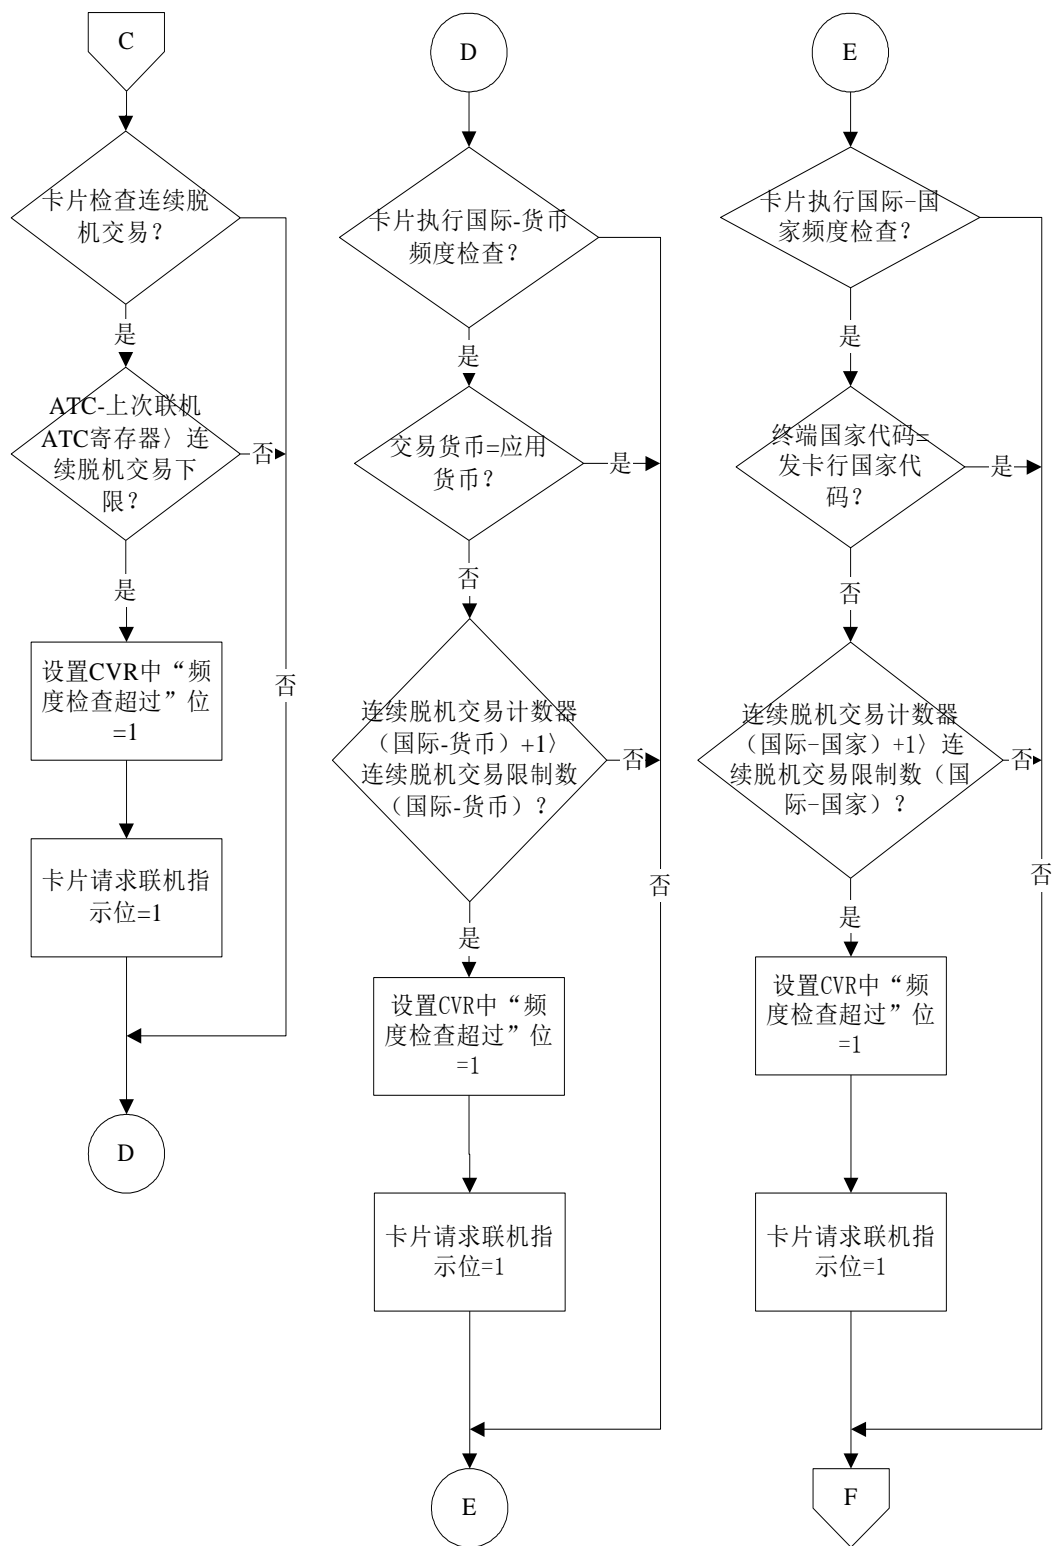 C
卡片检查连续脱
机交易？
是
ATC-上次联机
ATC寄存器〉连
续脱机交易下
限？
否
是
设置CVR中“频
度检查超过”位
=1
否
卡片请求联机指
示位=1
D
D
卡片执行国际-货币
频度检查？
是
交易货币=应用
货币？
是
否
连续脱机交易计数器
（国际-货币）+1〉
连续脱机交易限制数
（国际-货币）？
否
否
是
设置CVR中“频
度检查超过”位
=1
卡片请求联机指
示位=1
E
E
卡片执行国际-国
家频度检查？
是
终端国家代码=
发卡行国家代
码？
是
否
连续脱机交易计数器
（国际-国家）+1〉连
续脱机交易限制数（国
际-国家）？
否
否
是
设置CVR中“频
度检查超过”位
=1
卡片请求联机指
示位=1
F